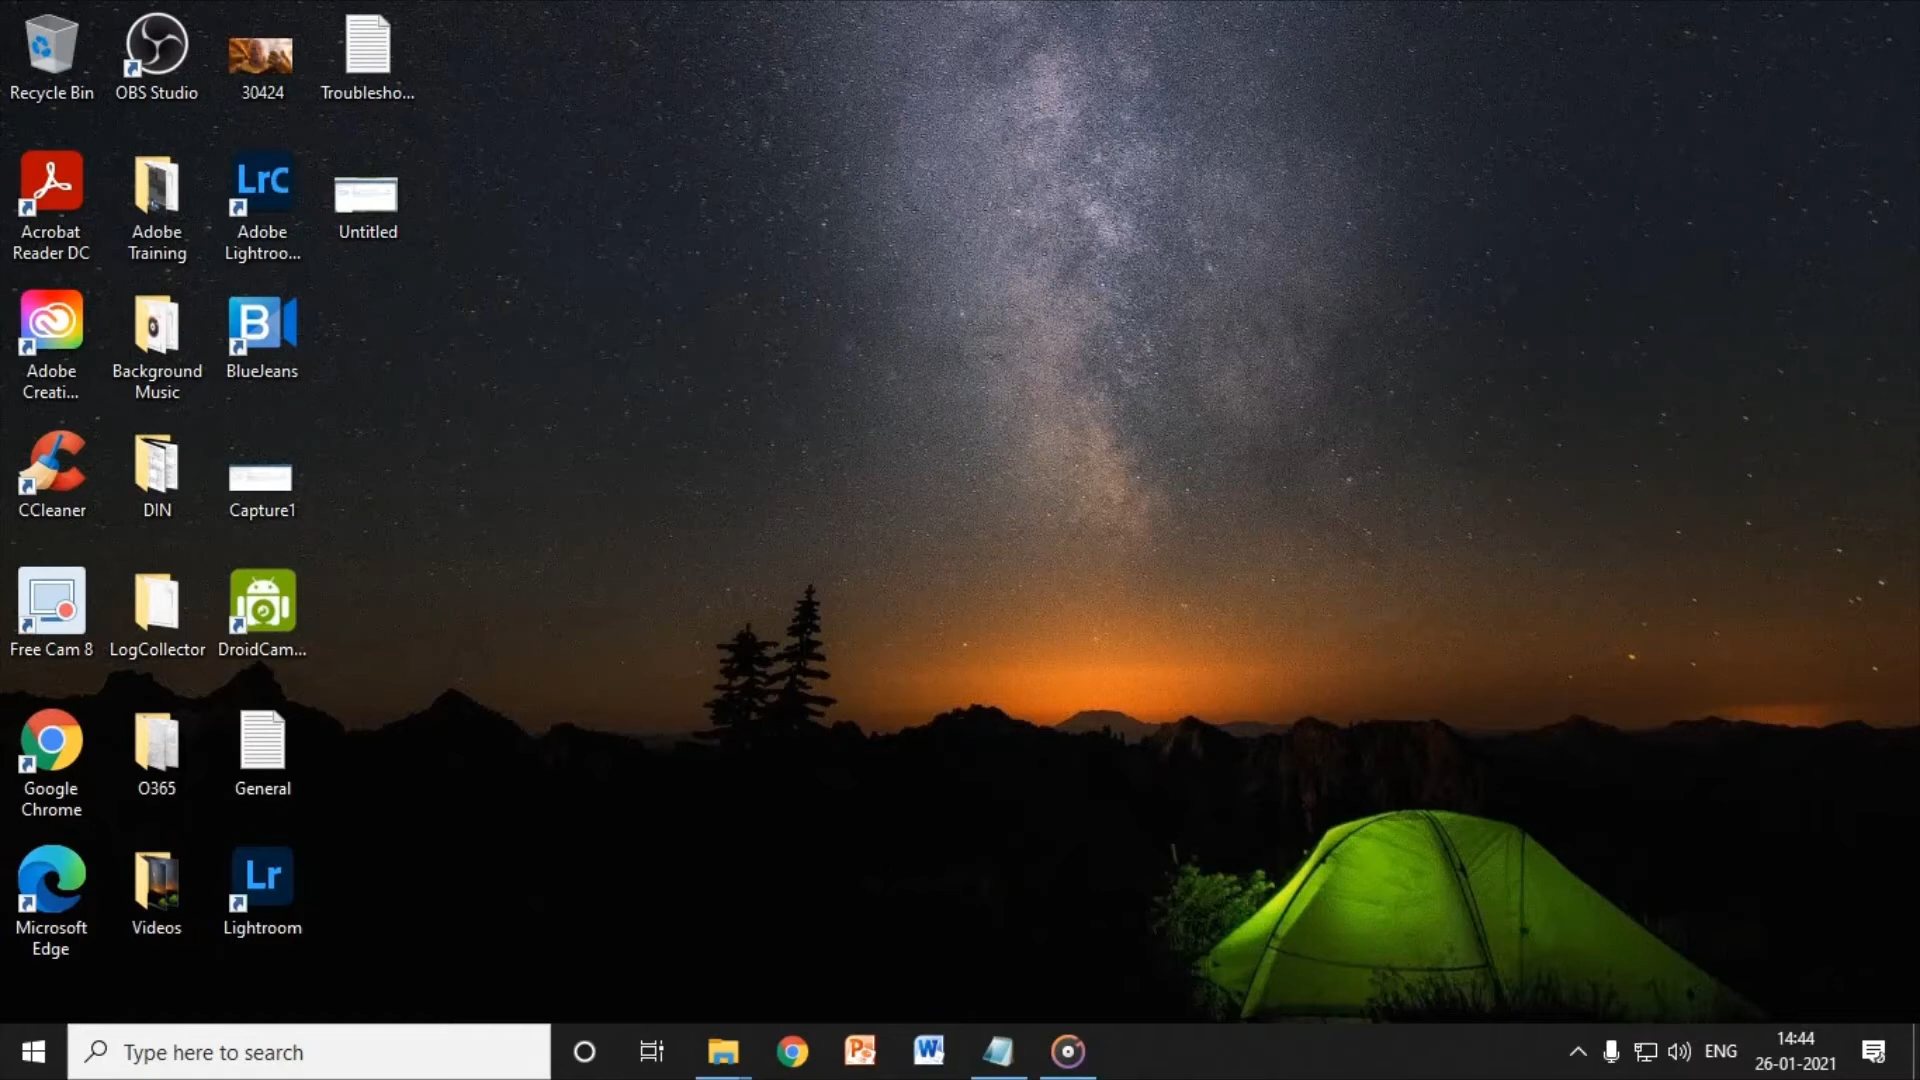 Recycle Bin
OBS Studio
30424
Troublesho...
Acrobat
Reader DC
Adobe
Training
LrC
Adobe
Lightroo...
Untitled
Adobe
Creati...
Background
Music
B
BlueJeans
CCleaner
DIN
Capture1
Free Cam 8
LogCollector
DroidCam...
Google
Chrome
O365
General
Microsoft
Edge
Videos
Lr
Lightroom
Type here to search
P
W
ENG
14:44
26-01-2021